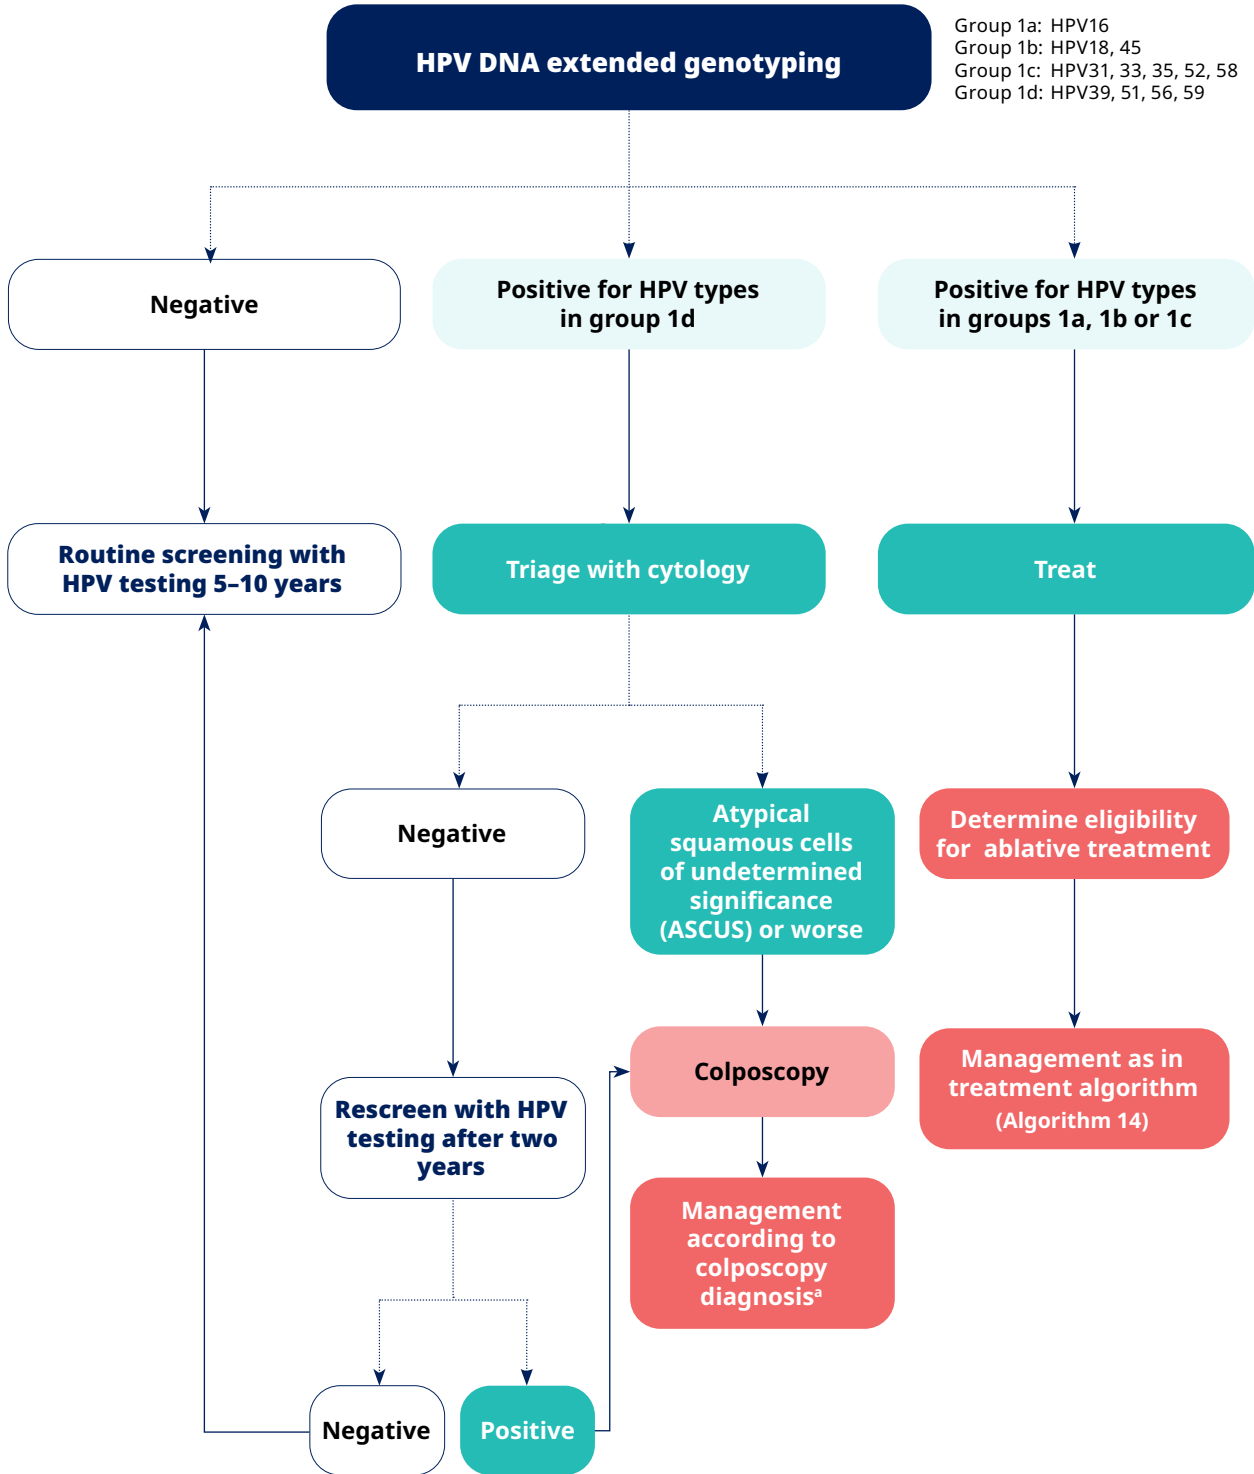 HPV DNA extended genotyping
Group 1a: HPV16
Group 1b: HPV18, 45
Group 1c: HPV31, 33, 35, 52, 58
Group 1d: HPV39, 51, 56, 59
Negative
Positive for HPV types
in group 1d
Positive for HPV types
in groups 1a, 1b or 1c
Routine screening with
HPV testing 5–10 years
Triage with cytology
Treat
Negative
Atypical
squamous cells
of undetermined
significance
(ASCUS) or worse
Determine eligibility
for ablative treatment
Rescreen with HPV
testing after two
years
Colposcopy
Management as in
treatment algorithm
(Algorithm 14)
Management
according to
colposcopy
diagnosisᵃ
Negative
Positive